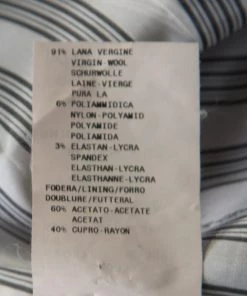 91% LANA VERGINE
VIRGIN-WOOL
SCHURWOLLE
LAINE-VIERGE
PURA LA
6% POLIAMMIDICA
NYLON-POLYAMID
POLYAMIDE
POLIAMIDA
3% ELASTAN-LYCRA
SPANDEX
ELASTHAN-LYCRA
ELASTHANNE-LYCRA
FODERA/LINING/FORRO
DOUBLURE/FUTTERAL
60% ACETATO-ACETATE
ACETAT
40% CUPRO-RAYON